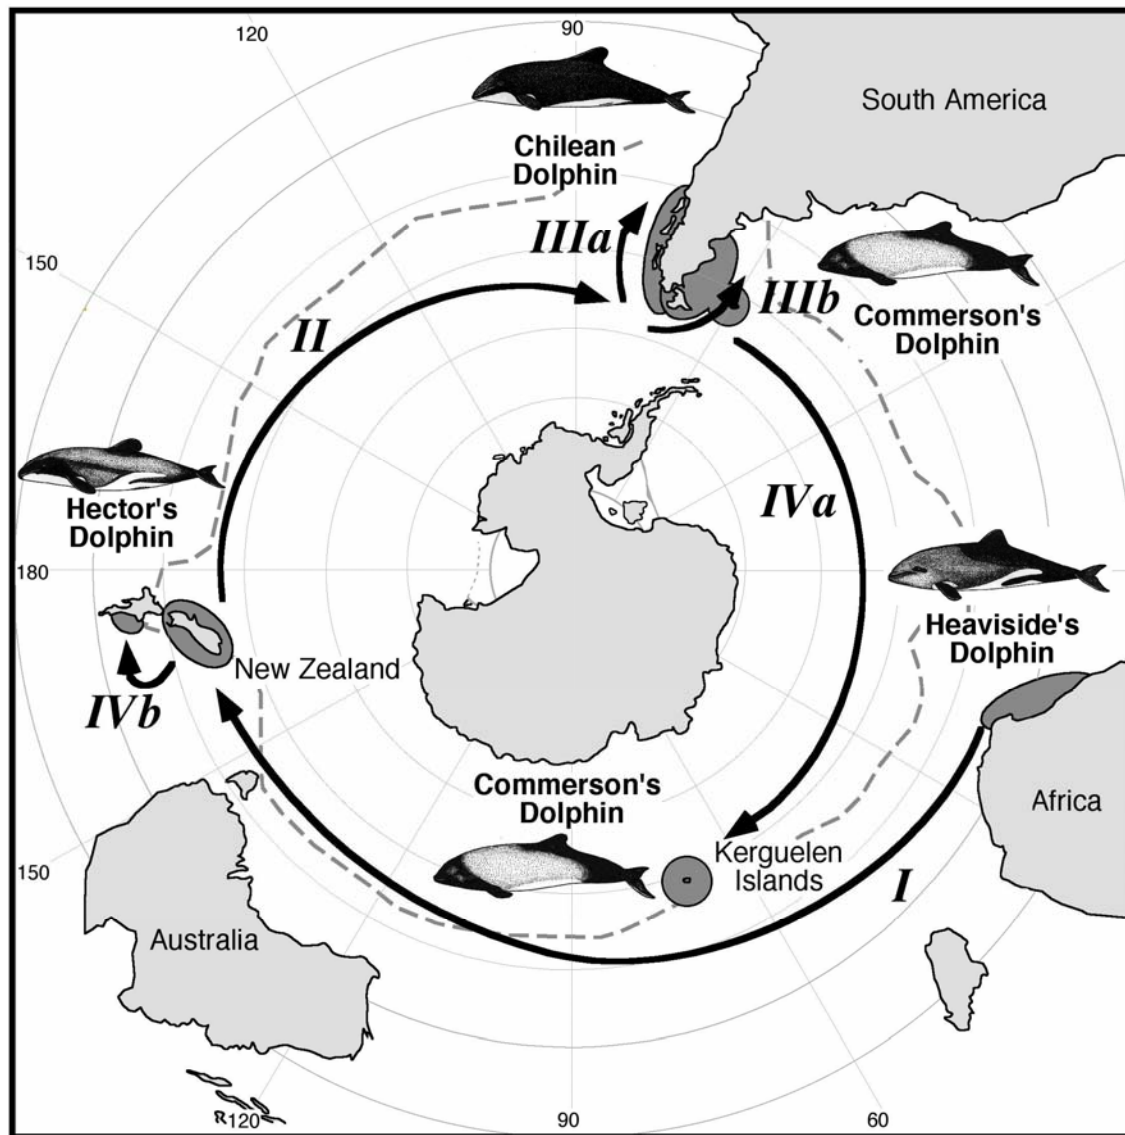 120
90
South America
Chilean
Dolphin
IIIa
150
IIIb
Commerson's
Dolphin
II
IVa
Hector's
Dolphin
180
Heaviside's
Dolphin
New Zealand
IVb
Commerson's
Dolphin
Africa
Kerguelen
Islands
150
I
Australia
120
90
60